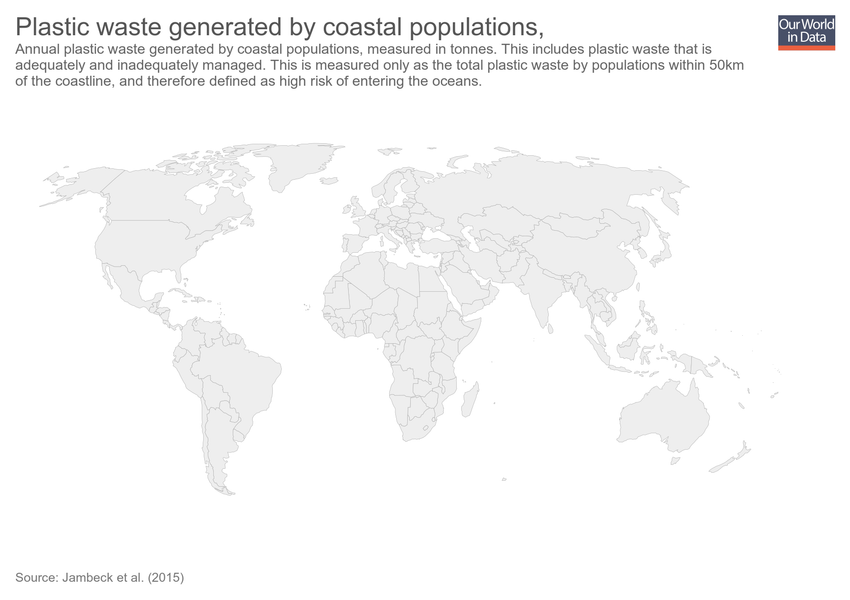 Plastic waste generated by coastal populations,
Our World
in Data
Annual plastic waste generated by coastal populations, measured in tonnes. This includes plastic waste that is
adequately and inadequately managed. This is measured only as the total plastic waste by populations within 50km
of the coastline, and therefore defined as high risk of entering the oceans.
Source: Jambeck et al. (2015)